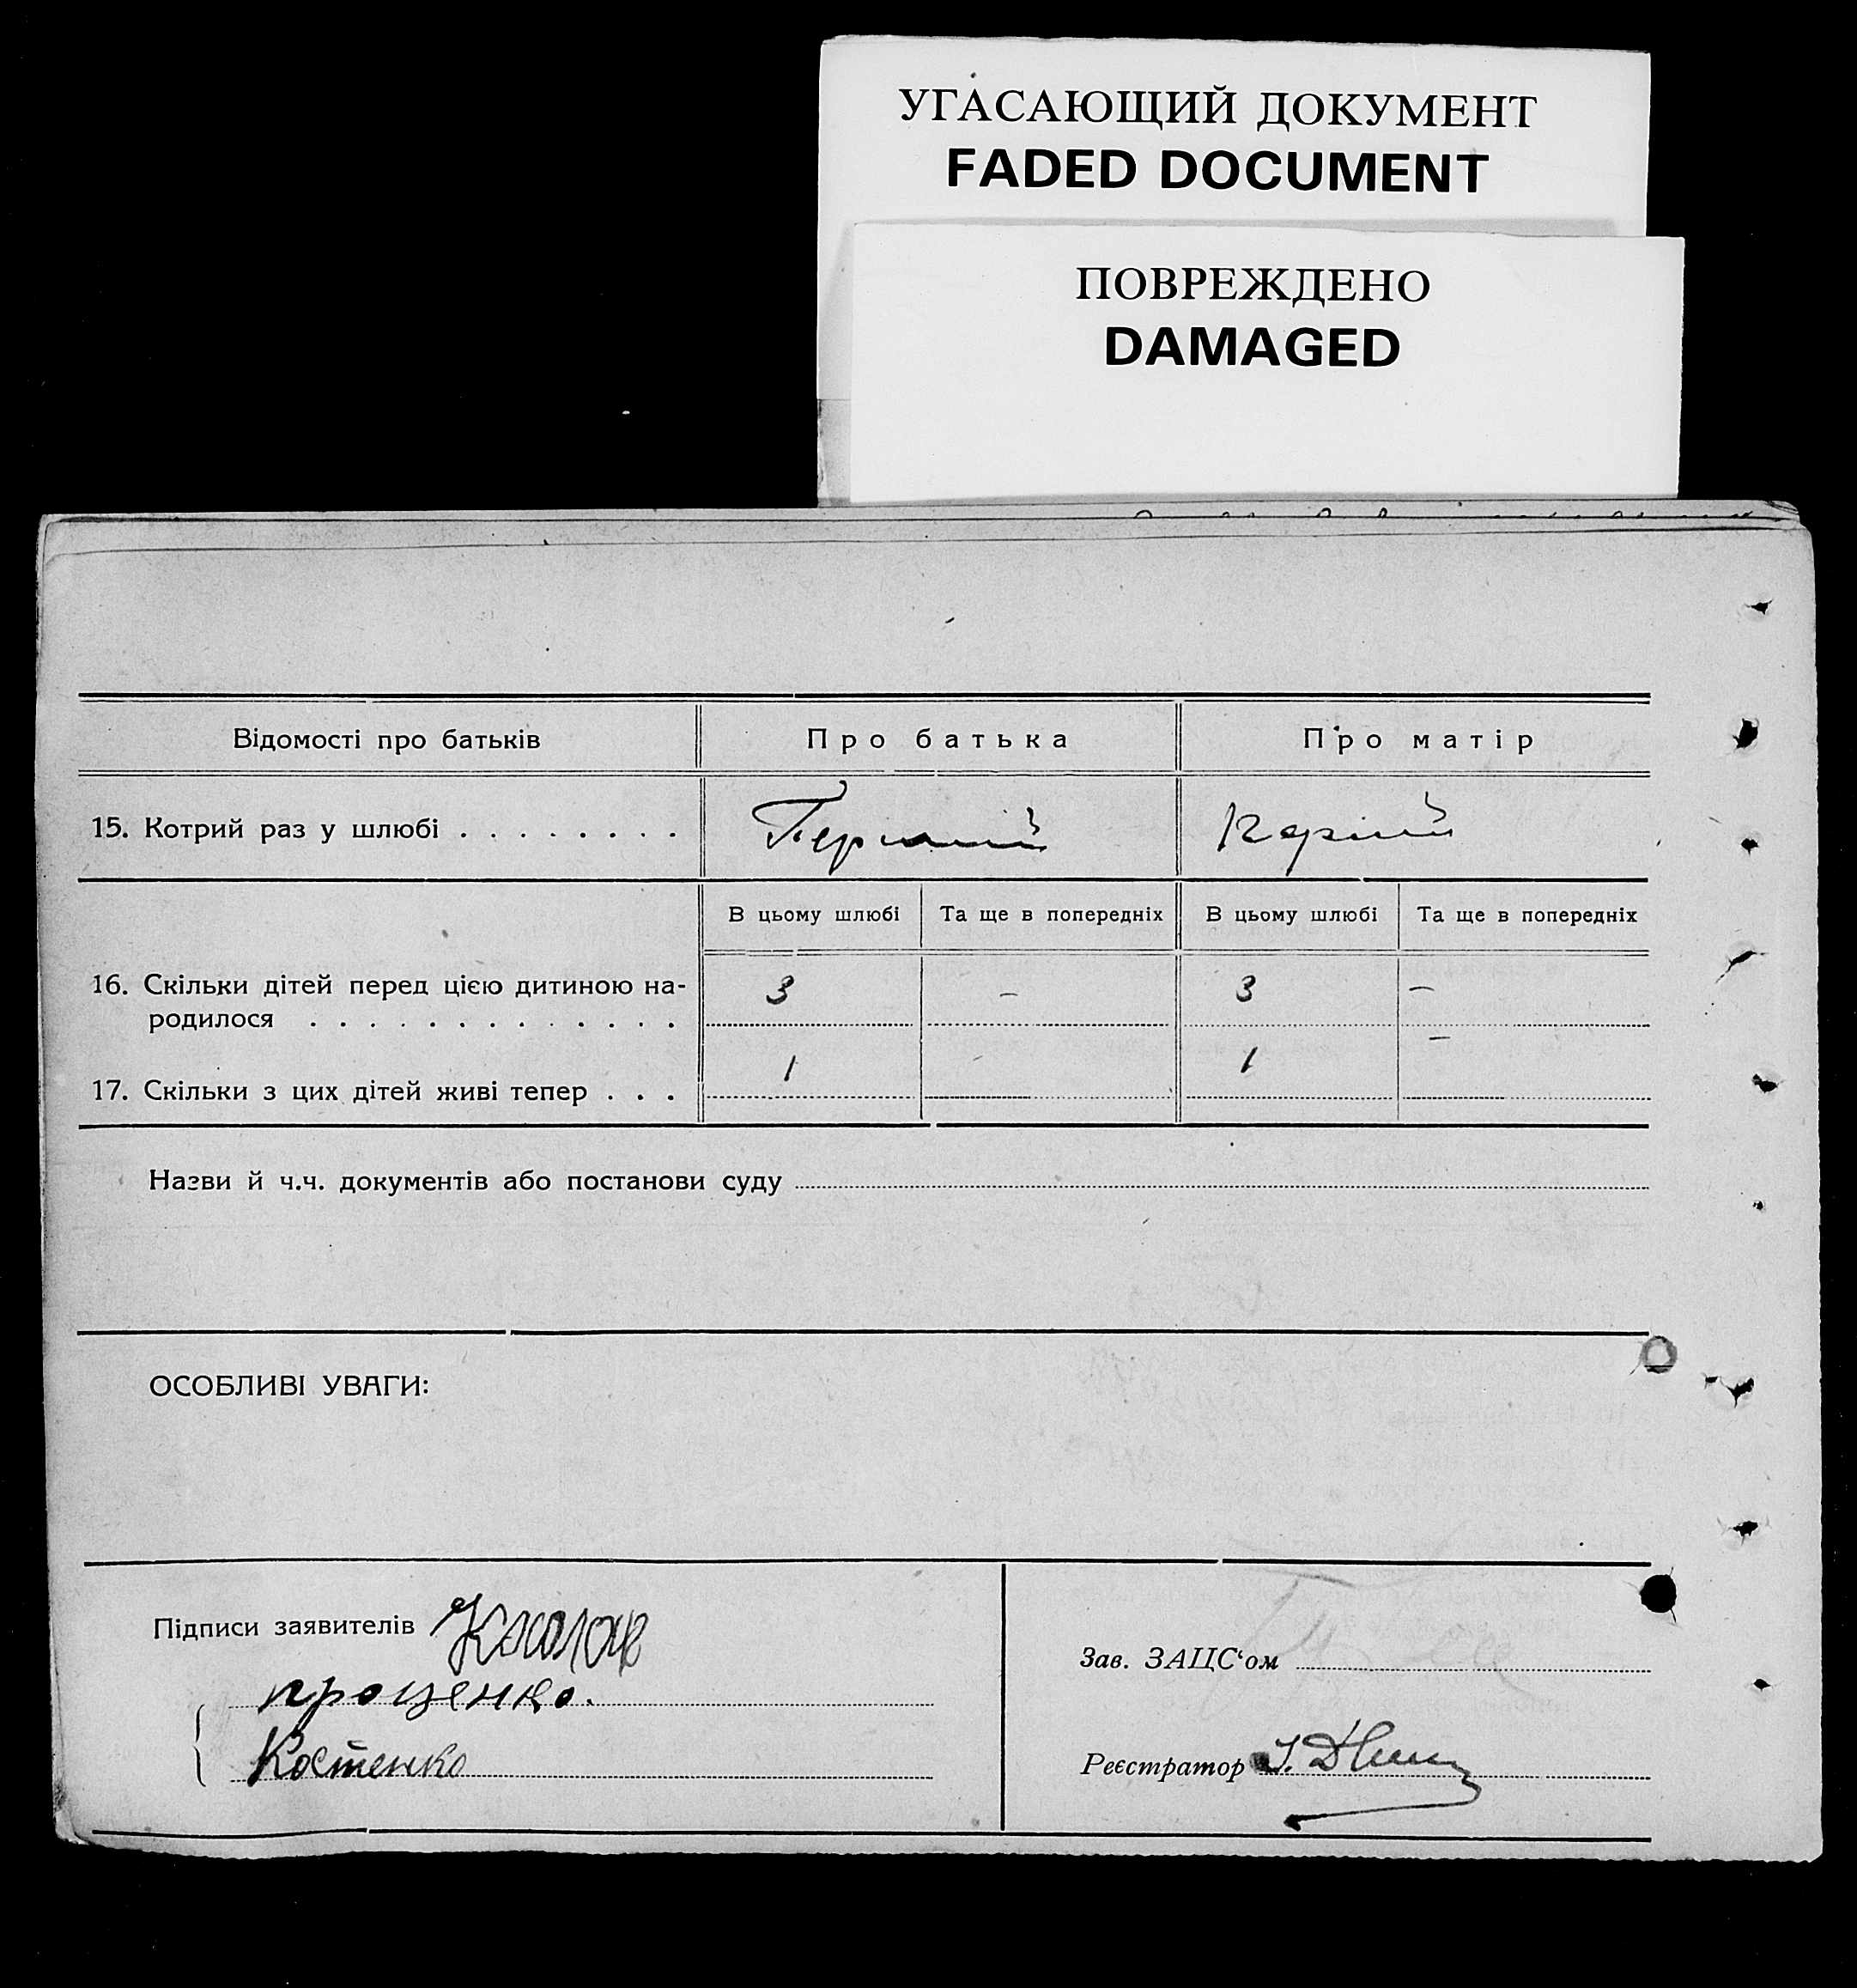 УГАСАЮЩИЙ ДОКУМЕНТ
FADED DOCUMENT
ПОВРЕЖДЕНО
DAMAGED
Відомості про батьків Про батька Про матір
15. Котрий раз у шлюбі . . . . . . . . Перший
В цьому шлюбі Та ще в попередніх В цьому шлюбі Та ще в попередніх
16. Скільки дітей перед цією дитиною на- 3 – 3 –
родилося . . . . . . . . . . . . .
17. Скільки з цих дітей живі тепер . . . 1 - 1 –
Назви й ч.ч. документів або постанови суду
ОСОБЛИВІ УВАГИ:
Підписи заявителів
проценко.
Костенко
Зав. ЗАЦС‘ом
Реєстратор